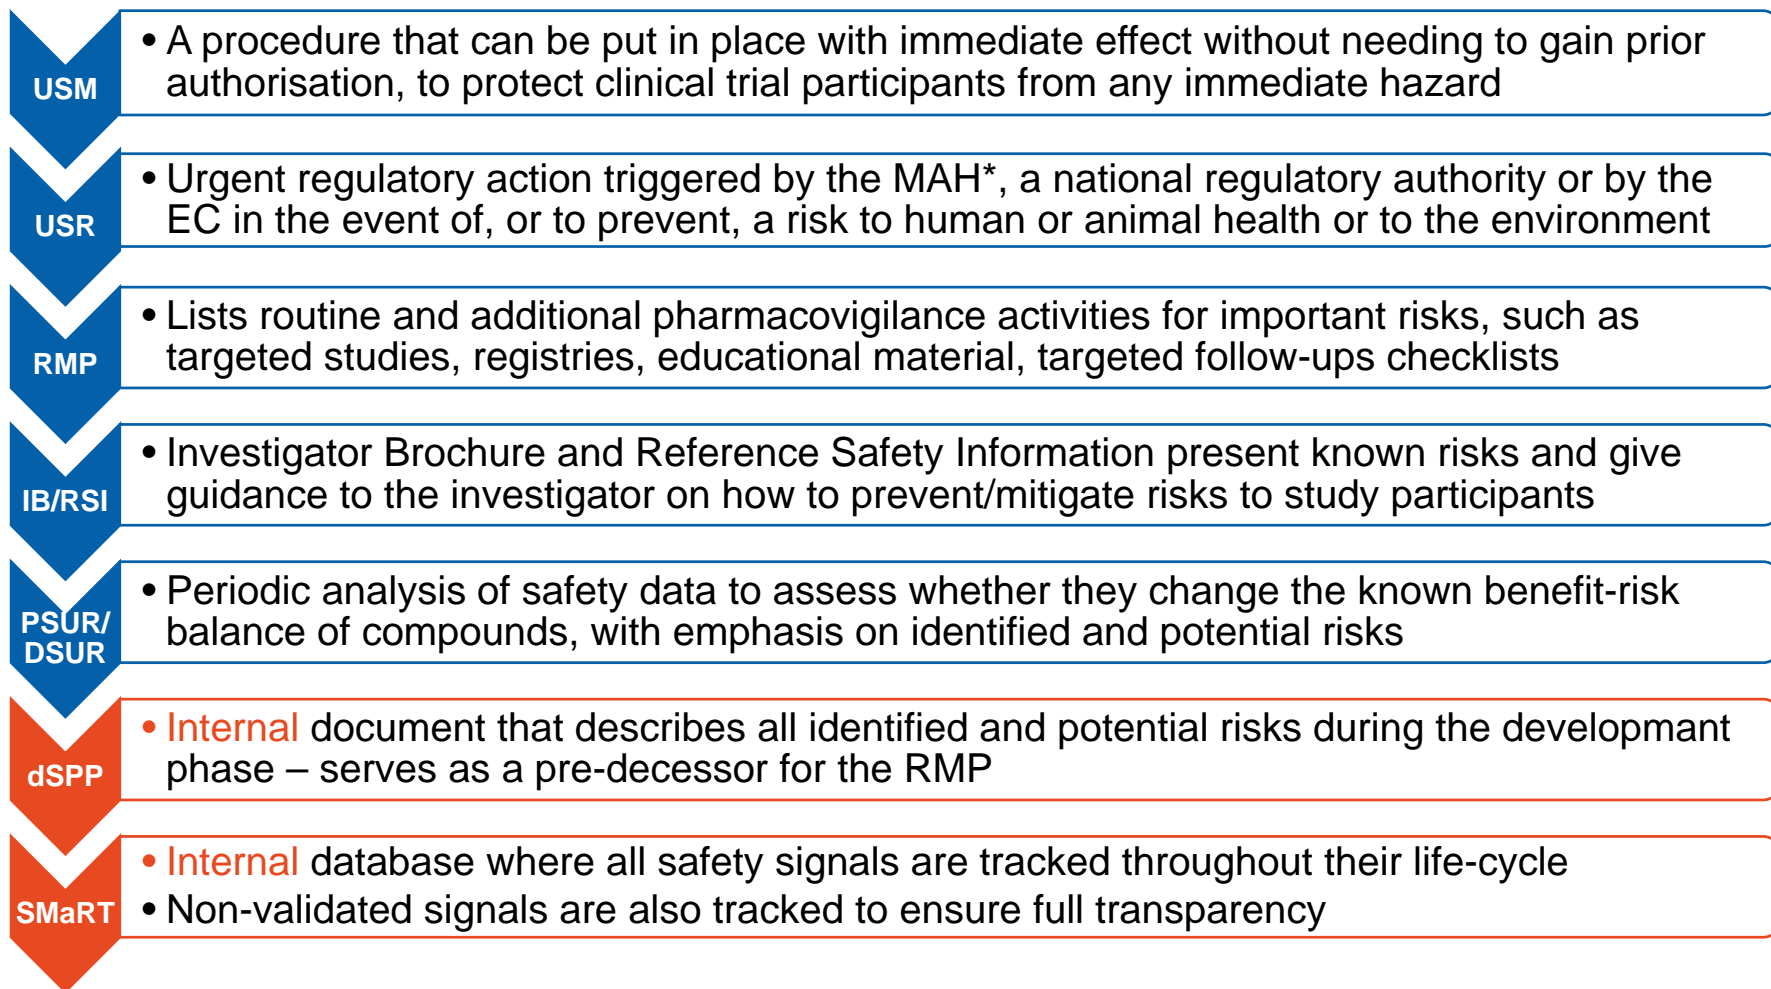 USM
• A procedure that can be put in place with immediate effect without needing to gain prior
authorisation, to protect clinical trial participants from any immediate hazard
USR
• Urgent regulatory action triggered by the MAH*, a national regulatory authority or by the
EC in the event of, or to prevent, a risk to human or animal health or to the environment
RMP
• Lists routine and additional pharmacovigilance activities for important risks, such as
targeted studies, registries, educational material, targeted follow-ups checklists
IB/RSI
• Investigator Brochure and Reference Safety Information present known risks and give
guidance to the investigator on how to prevent/mitigate risks to study participants
PSUR/
DSUR
• Periodic analysis of safety data to assess whether they change the known benefit-risk
balance of compounds, with emphasis on identified and potential risks
dSPP
• Internal document that describes all identified and potential risks during the developmant
phase – serves as a pre-decessor for the RMP
SMaRT
• Internal database where all safety signals are tracked throughout their life-cycle
• Non-validated signals are also tracked to ensure full transparency